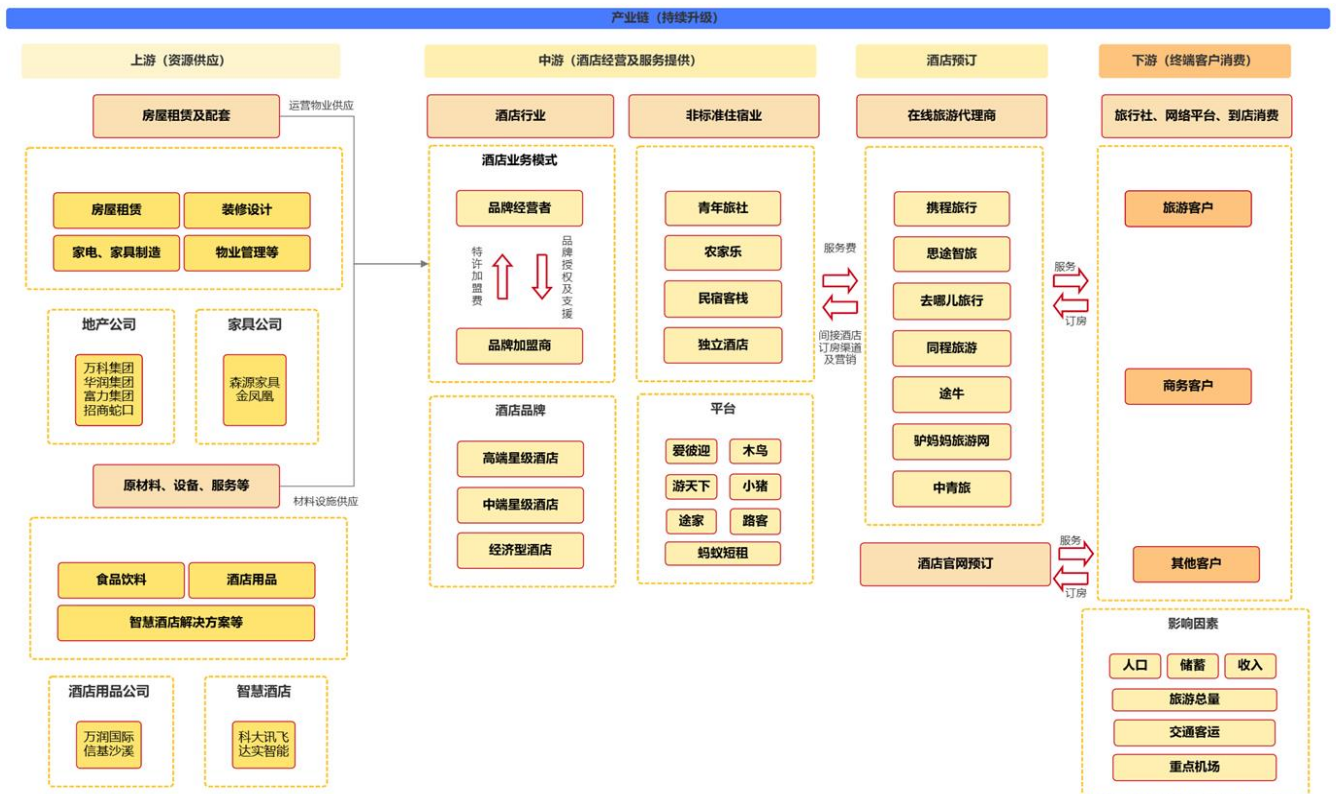 产业链（持续升级）
上游（资源供应）
房屋租赁及配套
运营物业供应
房屋租赁
装修设计
家电、家具制造
物业管理等
地产公司
万科集团
华润集团
富力集团
招商蛇口
家具公司
森源家具
金凤凰
原材料、设备、服务等
材料设施供应
食品饮料
酒店用品
智慧酒店解决方案等
酒店用品公司
万润国际
信基沙溪
智慧酒店
科大讯飞
达实智能
中游（酒店经营及服务提供）
酒店行业
酒店业务模式
品牌经营者
特许加盟费
品牌授权及支援
品牌加盟商
酒店品牌
高端星级酒店
中端星级酒店
经济型酒店
非标准住宿业
青年旅社
农家乐
民宿客栈
独立酒店
平台
爱彼迎
木鸟
游天下
小猪
途家
路客
蚂蚁短租
服务费
间接酒店
订房渠道
及营销
酒店预订
在线旅游代理商
携程旅行
思途智旅
去哪儿旅行
同程旅游
途牛
驴妈妈旅游网
中青旅
服务
订房
酒店官网预订
服务
订房
下游（终端客户消费）
旅行社、网络平台、到店消费
旅游客户
商务客户
其他客户
影响因素
人口
储蓄
收入
旅游总量
交通客运
重点机场